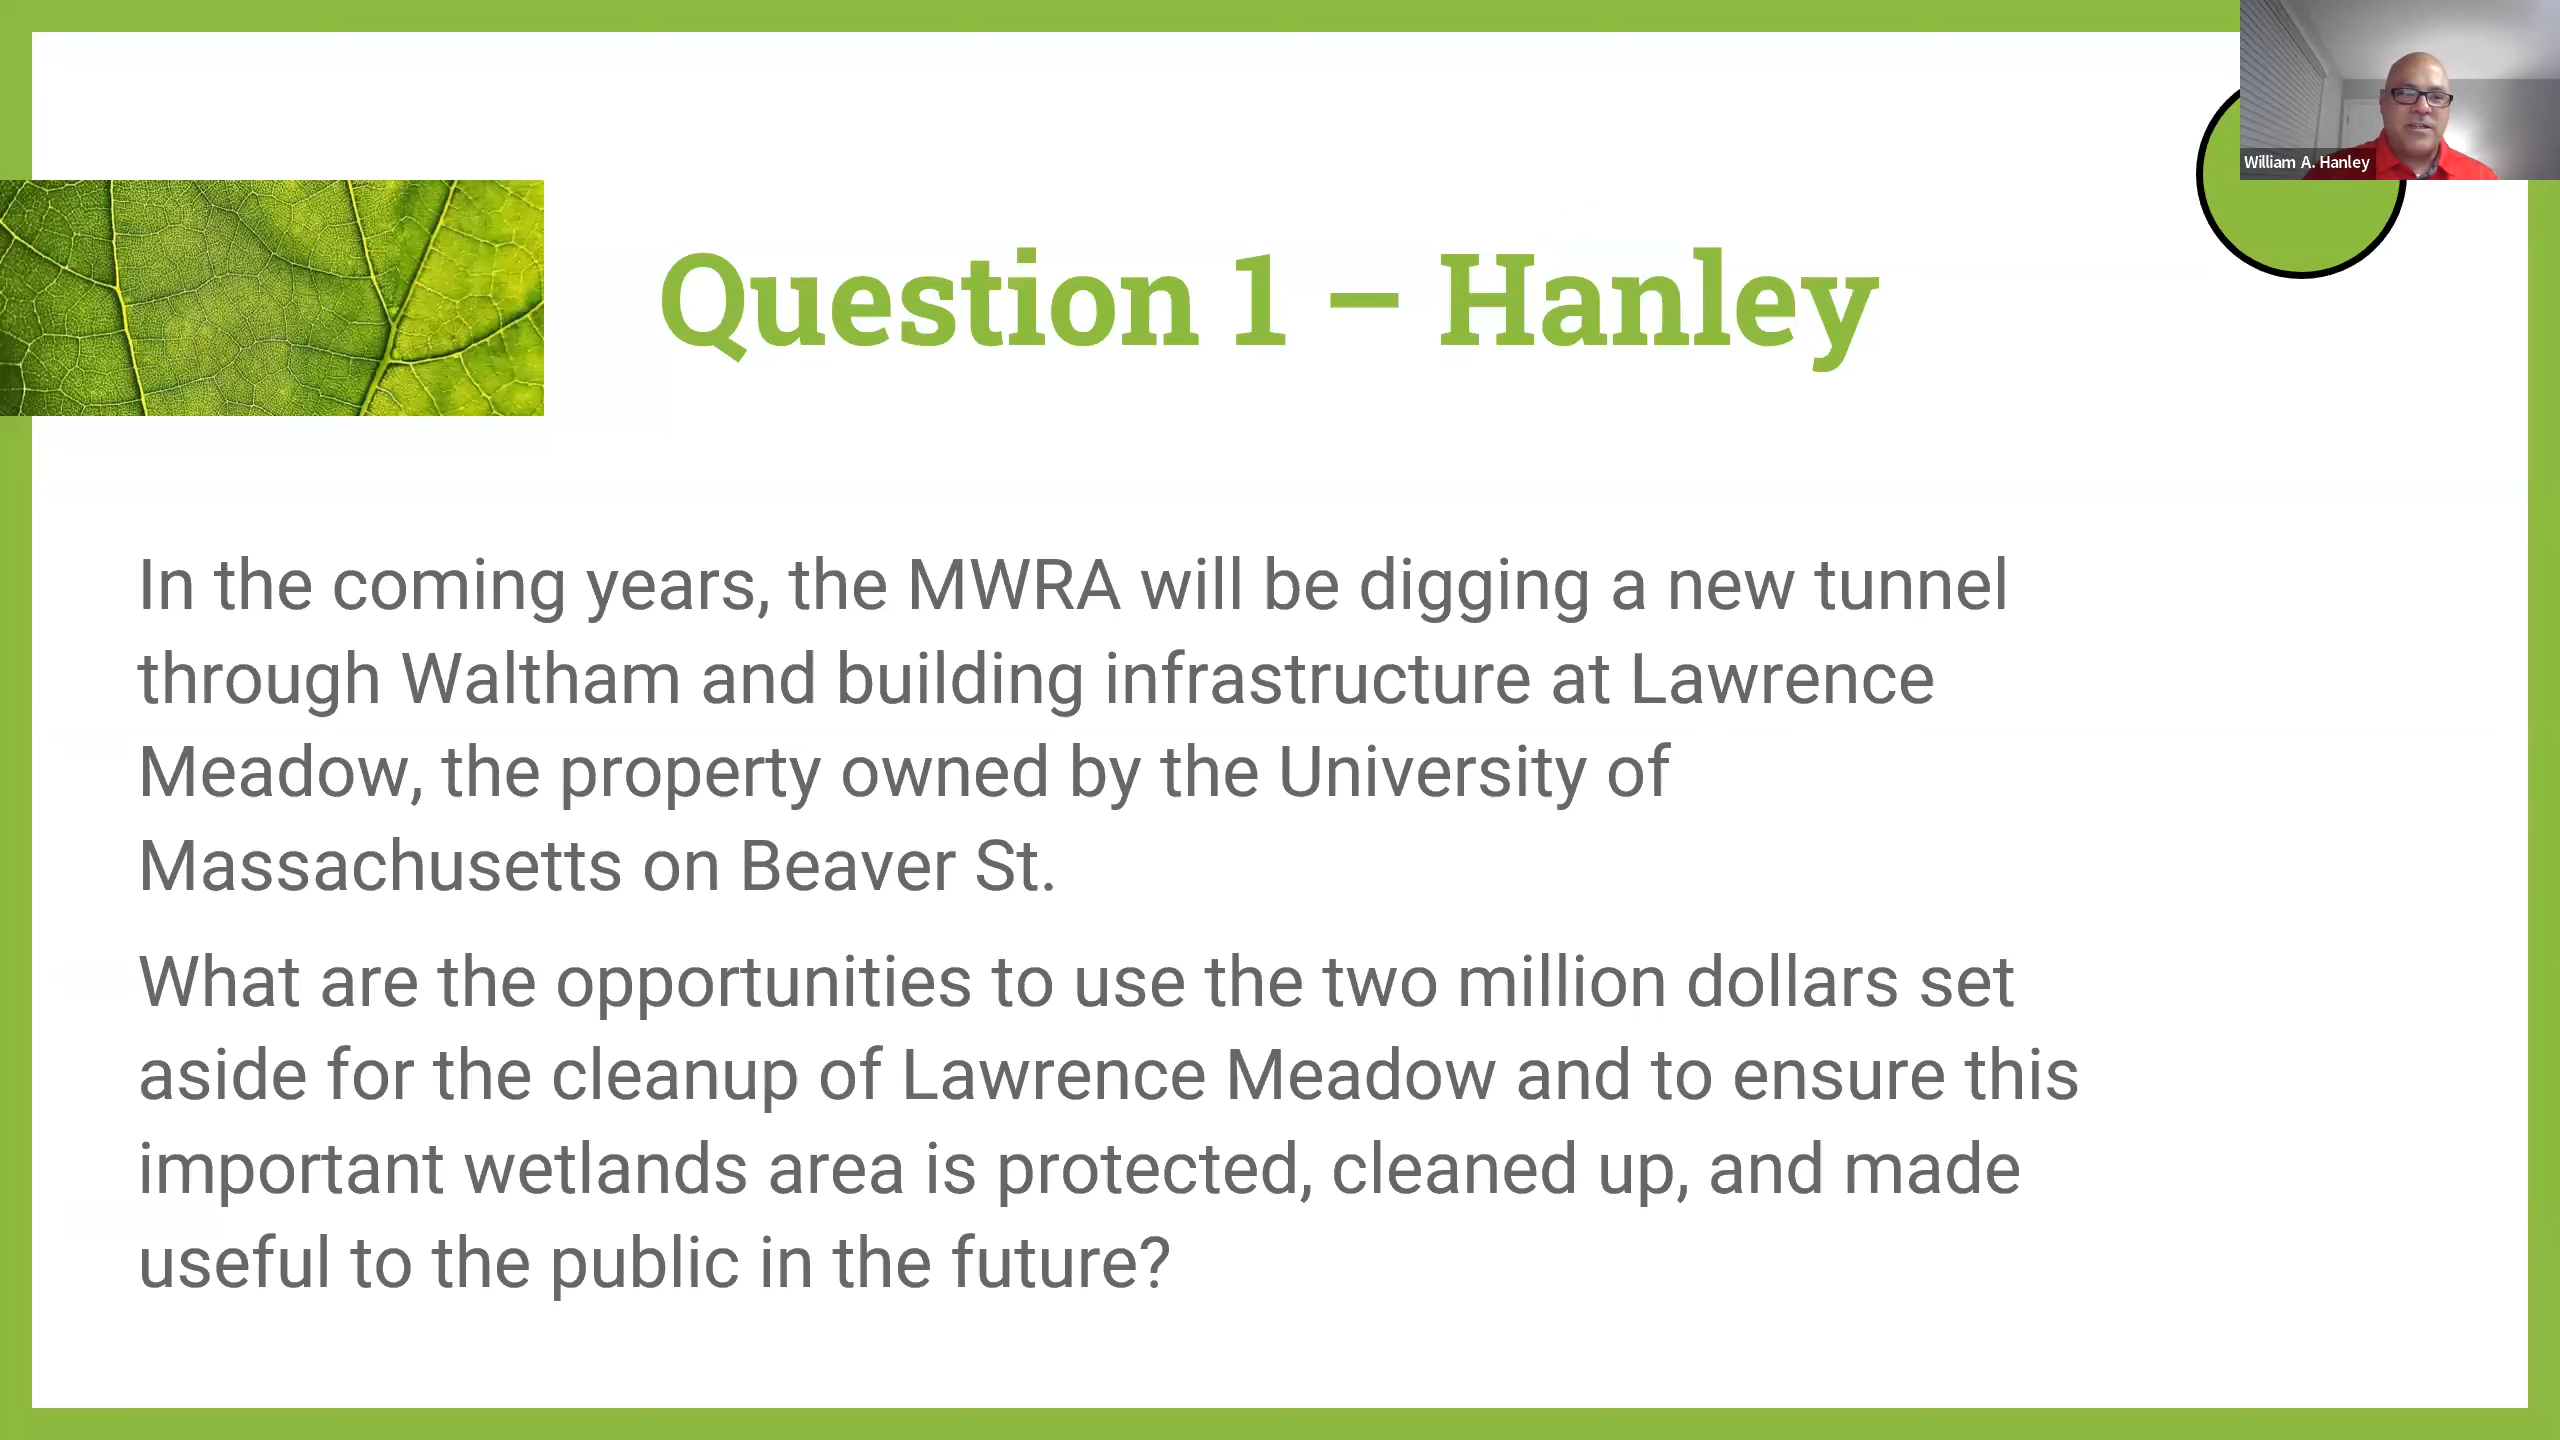 William A. Hanley
Question 1 – Hanley
In the coming years, the MWRA will be digging a new tunnel
through Waltham and building infrastructure at Lawrence
Meadow, the property owned by the University of
Massachusetts on Beaver St.
What are the opportunities to use the two million dollars set
aside for the cleanup of Lawrence Meadow and to ensure this
important wetlands area is protected, cleaned up, and made
useful to the public in the future?